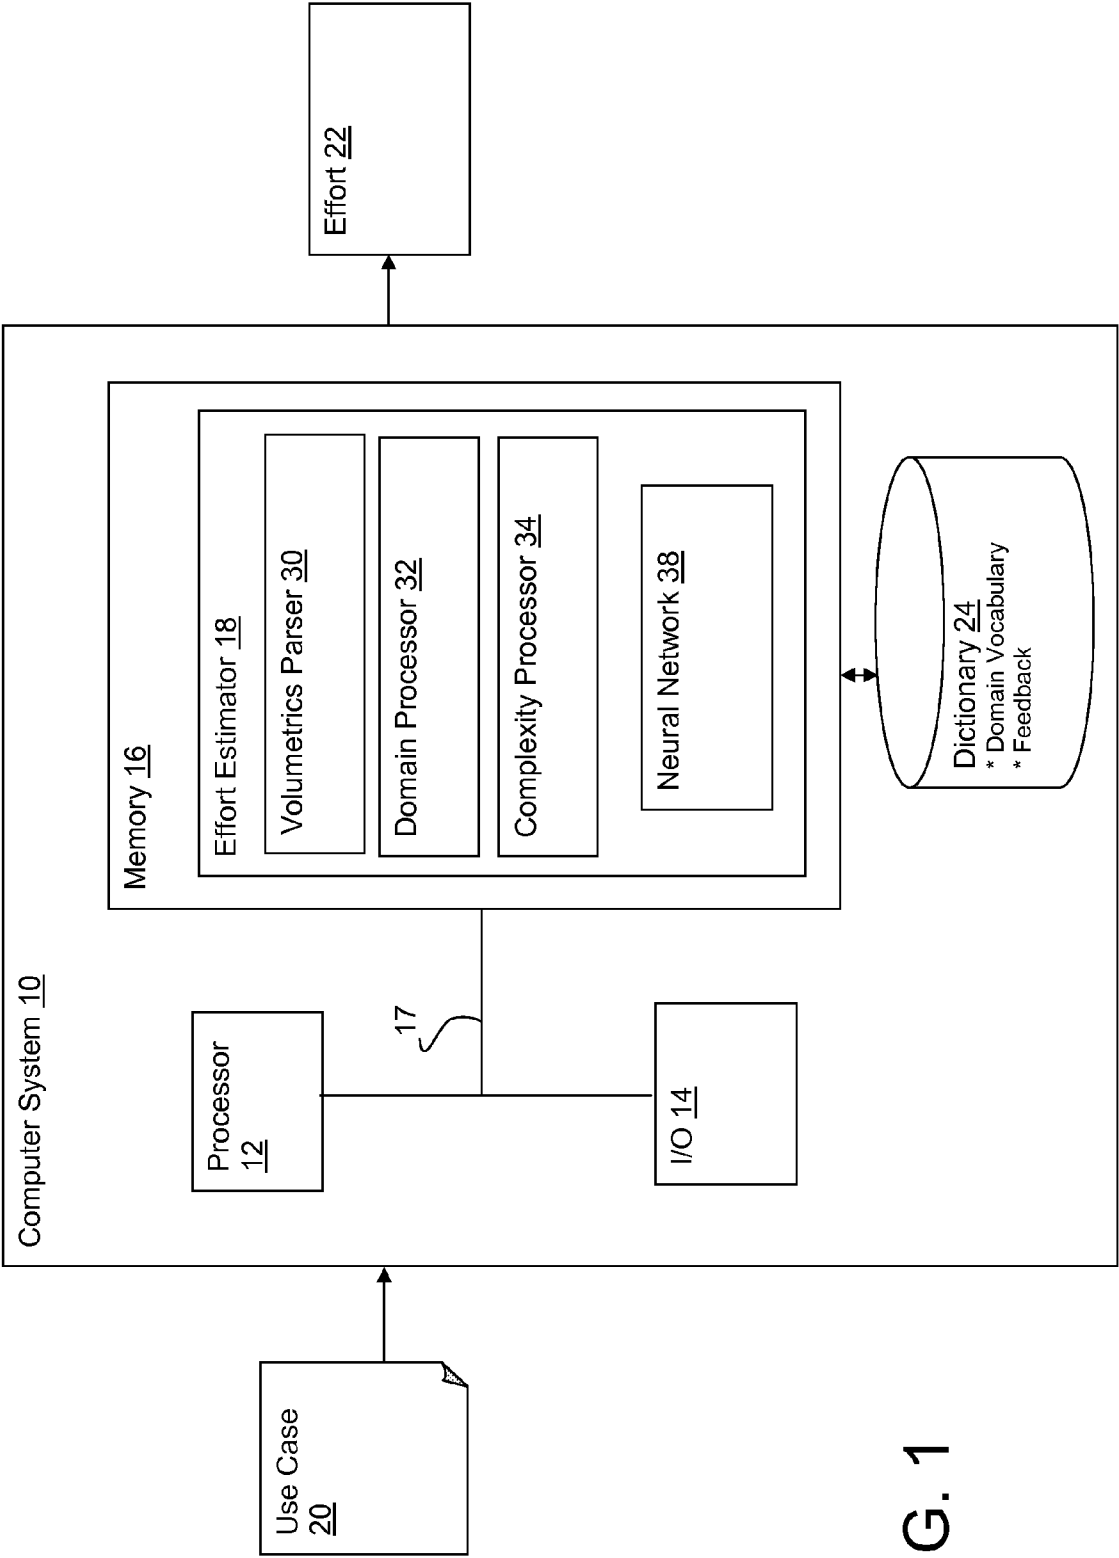 Computer System 10
Memory 16
Effort Estimator 18
Volumetrics Parser 30
Domain Processor 32
Complexity Processor 34
Neural Network 38
Processor
12
17
I/O 14
Use Case
20
Effort 22
Dictionary 24
* Domain Vocabulary
* Feedback
G. 1